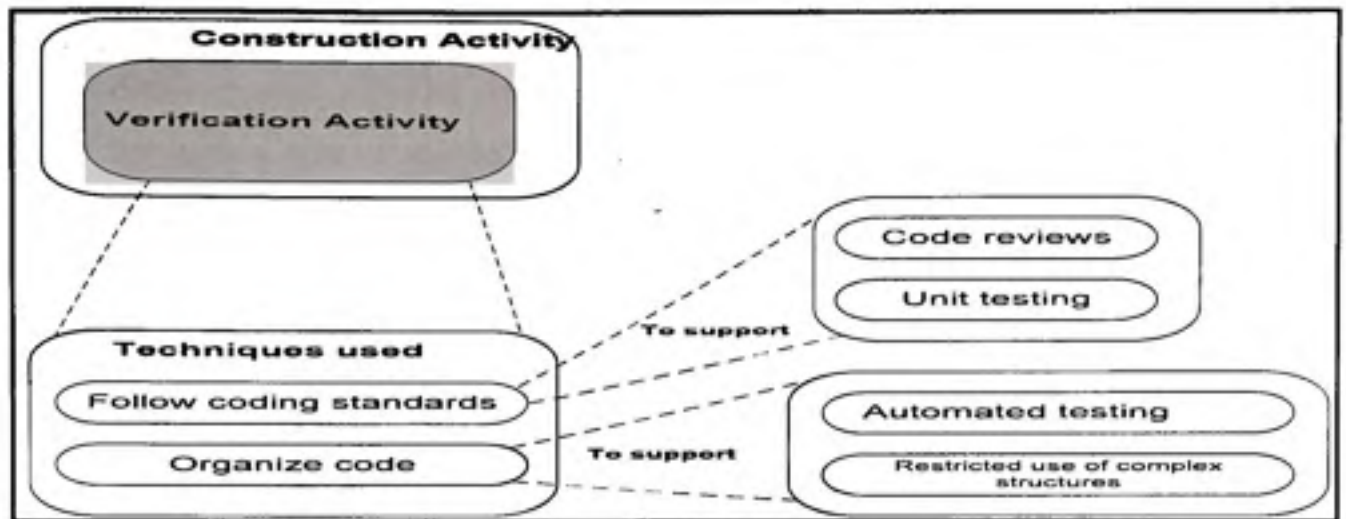 Construction Activity
Verification Activity
Code reviews
Unit testing
To support
Techniques used
Follow coding standards
Organize code
To support
Automated testing
Restricted use of complex
structures